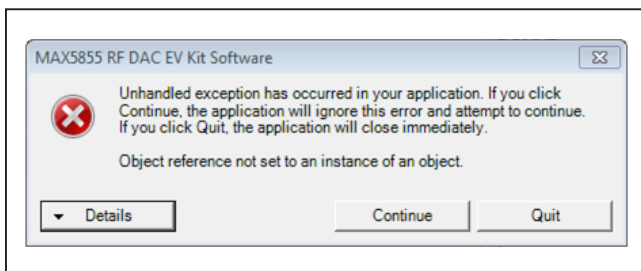 MAX5855 RF DAC EV Kit Software
Unhandled exception has occurred in your application. If you click
Continue, the application will ignore this error and attempt to continue.
If you click Quit, the application will close immediately.
Object reference not set to an instance of an object.
Details Continue Quit